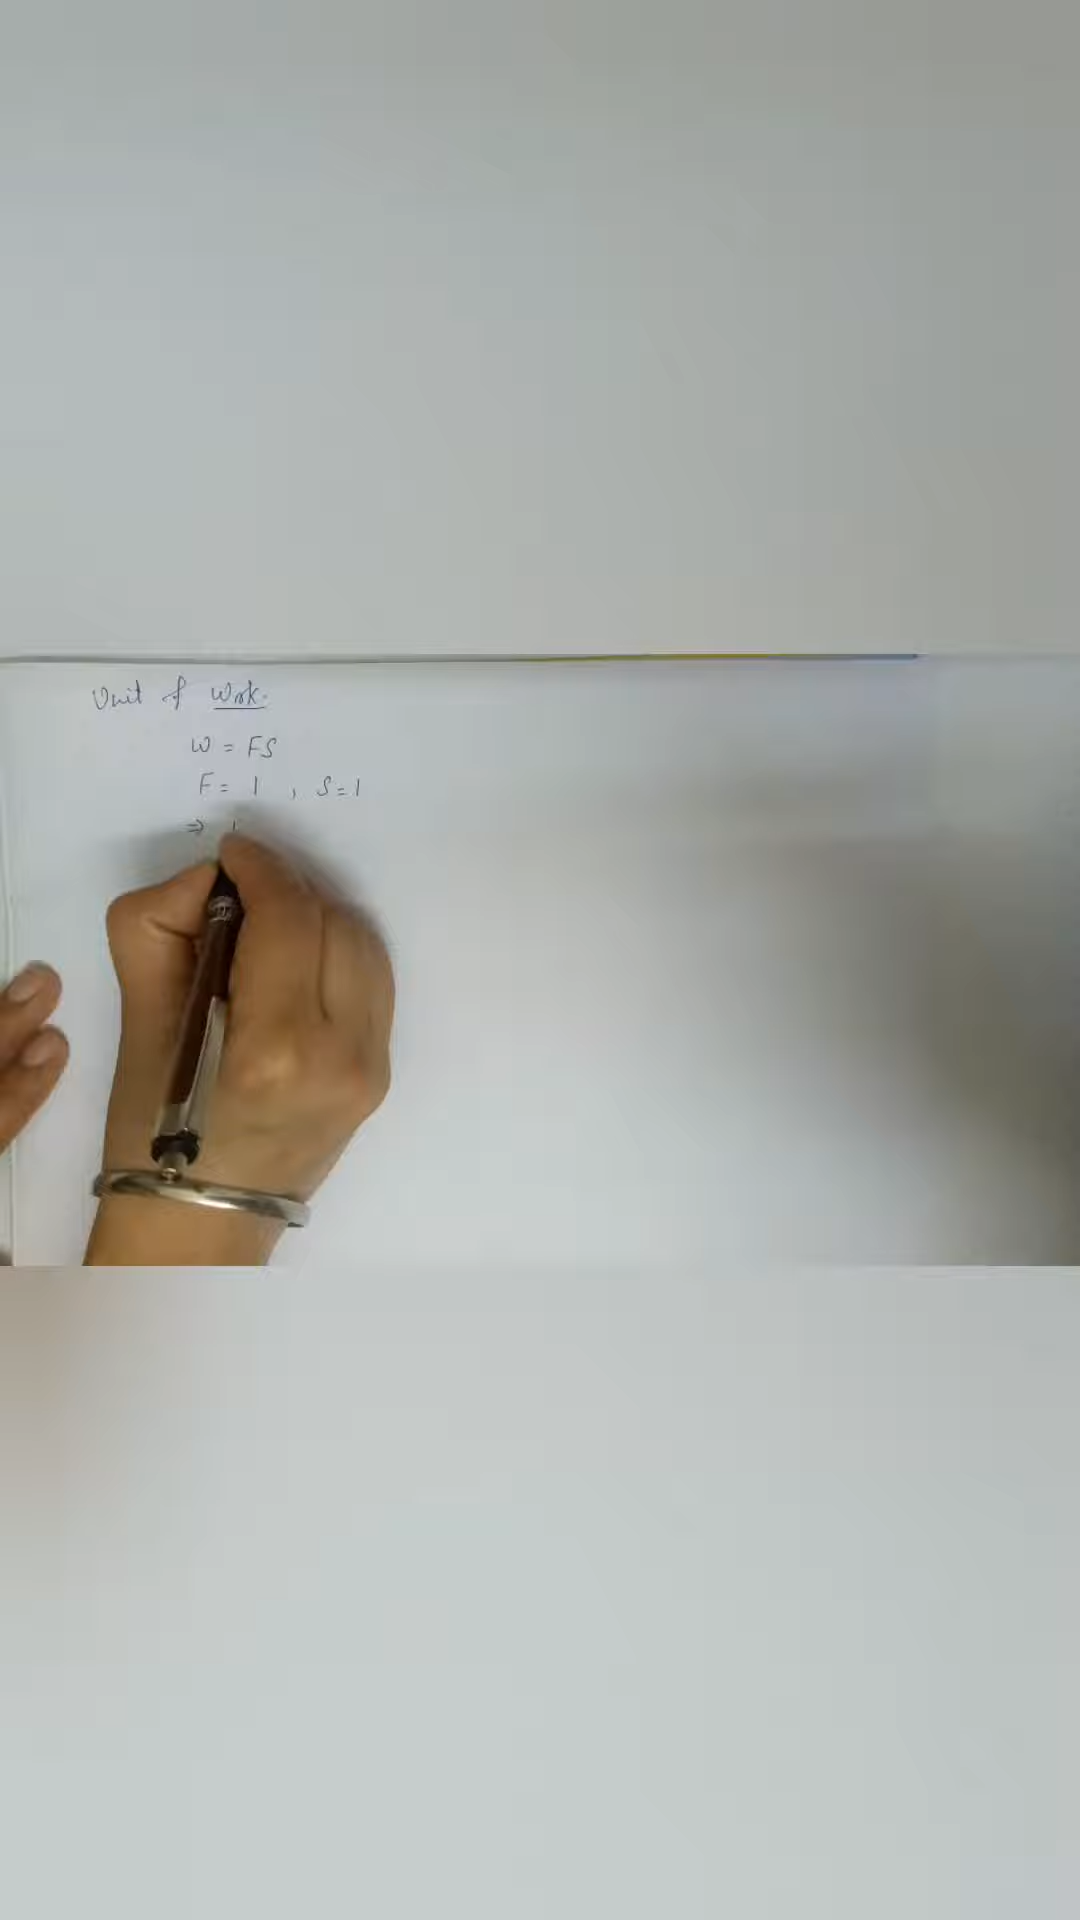 Unit of Work.
W = FS
F = 1 , S = 1
⇒